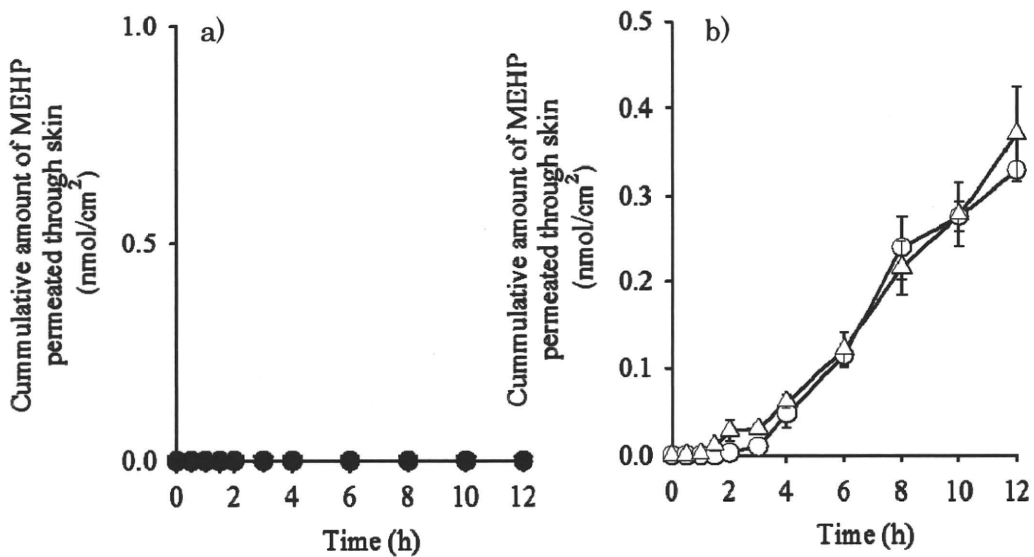 a)
Cummulative amount of MEHP
permeated through skin
(nmol/cm²)
1.0
0.5
0.0
0 2 4 6 8 10 12
Time (h)
b)
Cummulative amount of MEHP
permeated through skin
(nmol/cm²)
0.5
0.4
0.3
0.2
0.1
0.0
0 2 4 6 8 10 12
Time (h)